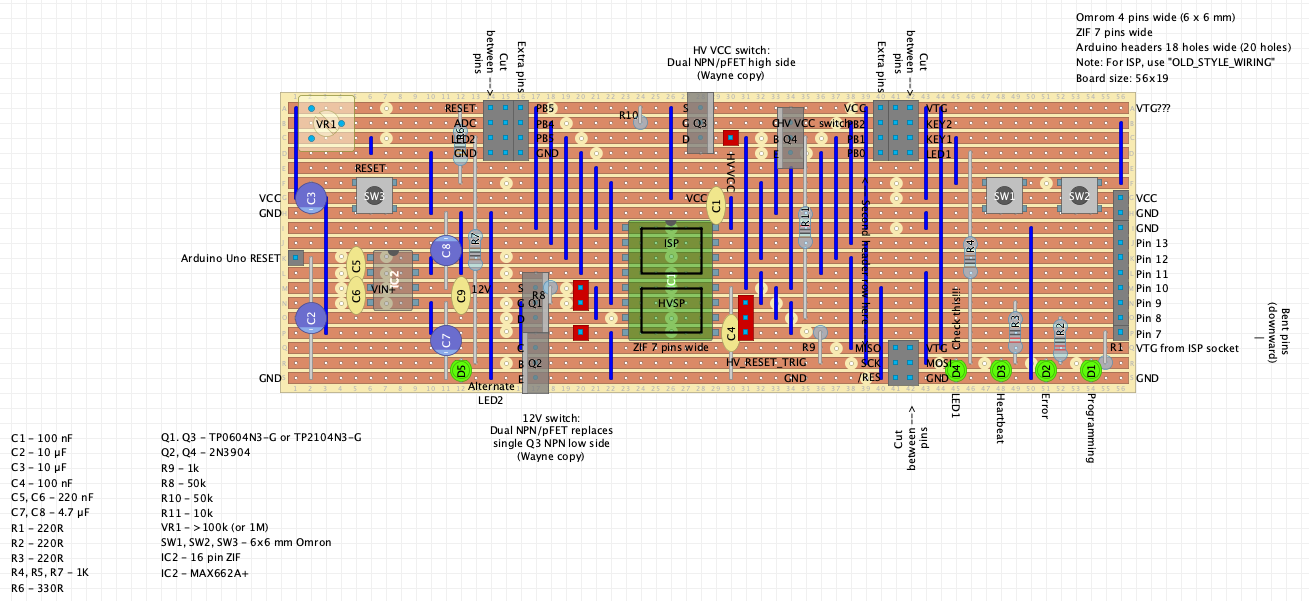 Omrom 4 pins wide (6 x 6 mm)
ZIF 7 pins wide
Arduino headers 18 holes wide (20 holes)
Note: For ISP, use "OLD_STYLE_WIRING"
Board size: 56x19
Cut
between -->
pins
Extra pins
HV VCC switch:
Dual NPN/pFET high side
(Wayne copy)
Extra pins
Cut
between -->
pins
VR1
RESET
ADC
LED2
GND
R6
PB5
PB4
PB3
GND
R10
S
G
D
Q3
HV VCC
HV VCC switch
C
B
E
Q4
VCC
PB2
PB1
PB0
VTG
KEY2
KEY1
LED1
VTG???
RESET
SW3
VCC
GND
C3
VCC
C1
R11
Second header row here
SW1
SW2
VCC
GND
GND
Pin 13
Pin 12
Pin 11
Pin 10
Pin 9
Pin 8
Pin 7
VTG from ISP socket
GND
Bent pins
(downward)
Arduino Uno RESET
C5
C6
VIN+
IC2
C8
C9
12V
R7
C2
C7
D5
GND
Alternate
LED2
S
G
D
Q1
R8
C
B
E
Q2
ISP
IC1
HVSP
ZIF 7 pins wide
C4
HV_RESET_TRIG
R9
GND
MISO
SCK
/RES
VTG
MOSI
GND
Check this!!!
R4
R3
R2
R1
D4
D3
D2
D1
LED1
Heartbeat
Error
Programming
Cut
between -->
pins
12V switch:
Dual NPN/pFET replaces
single Q3 NPN low side
(Wayne copy)
C1 - 100 nF
C2 - 10 µF
C3 - 10 µF
C4 - 100 nF
C5, C6 - 220 nF
C7, C8 - 4.7 µF
R1 - 220R
R2 - 220R
R3 - 220R
R4, R5, R7 - 1K
R6 - 330R
Q1. Q3 - TP0604N3-G or TP2104N3-G
Q2, Q4 - 2N3904
R9 - 1k
R8 - 50k
R10 - 50k
R11 - 10k
VR1 - >100k (or 1M)
SW1, SW2, SW3 - 6x6 mm Omron
IC2 - 16 pin ZIF
IC2 - MAX662A+